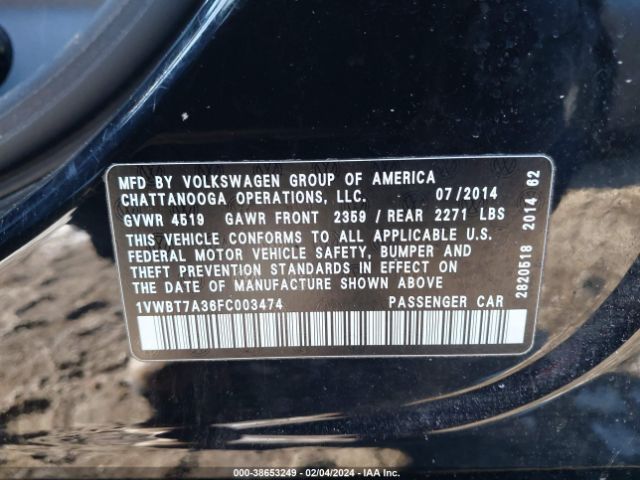 MFD BY VOLKSWAGEN GROUP OF AMERICA
CHATTANOOGA OPERATIONS, LLC. 07/2014
GVWR 4519 GAWR FRONT 2359 / REAR 2271 LBS
THIS VEHICLE CONFORMS TO ALL APPLICABLE U.S.
FEDERAL MOTOR VEHICLE SAFETY, BUMPER AND
THEFT PREVENTION STANDARDS IN EFFECT ON THE
DATE OF MANUFACTURE SHOWN ABOVE
1VWBT7A36FC003474 PASSENGER CAR
2820518 2014 62
000-38653249 - 02/04/2024 - IAA Inc.